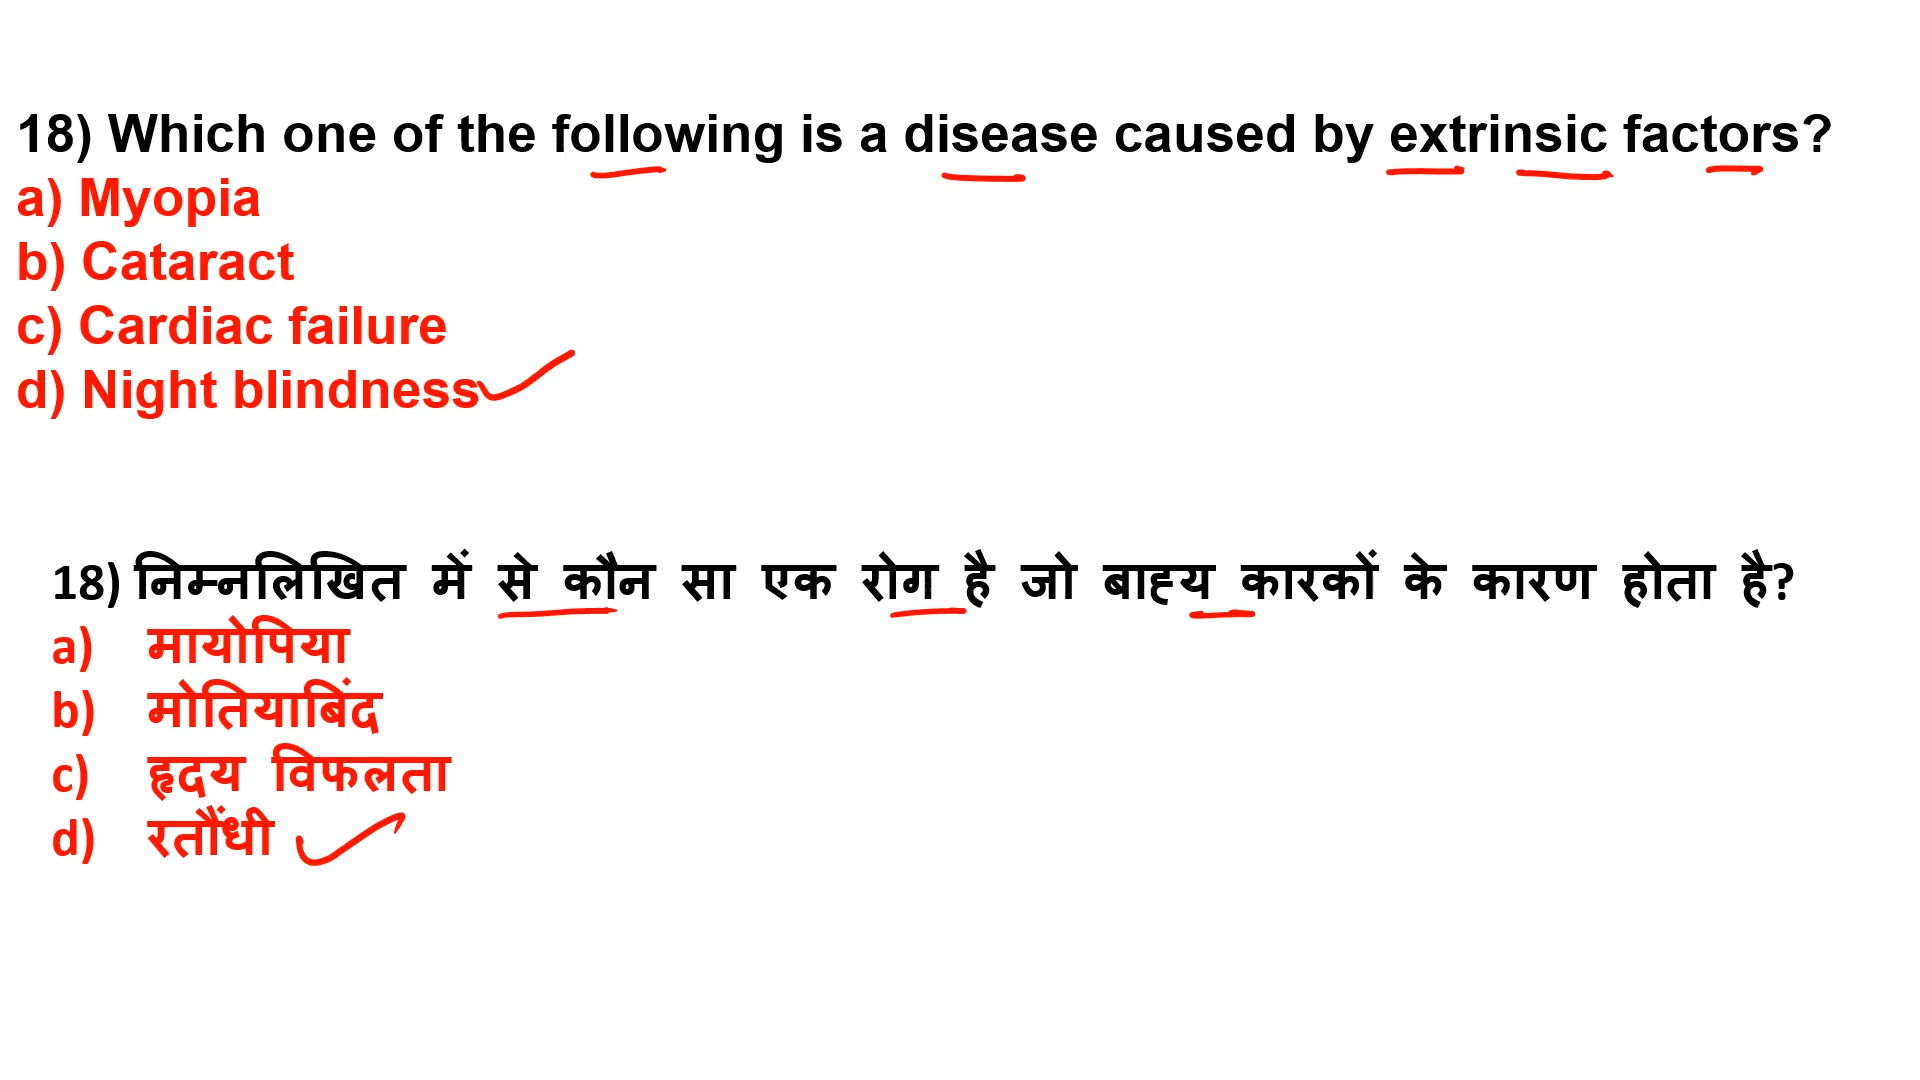 18) Which one of the following is a disease caused by extrinsic factors?
a) Myopia
b) Cataract
c) Cardiac failure
d) Night blindness
18) निम्नलिखित में से कौन सा एक रोग है जो बाह्य कारकों के कारण होता है?
a) मायोपिया
b) मोतियाबिंद
c) हृदय विफलता
d) रतौंधी